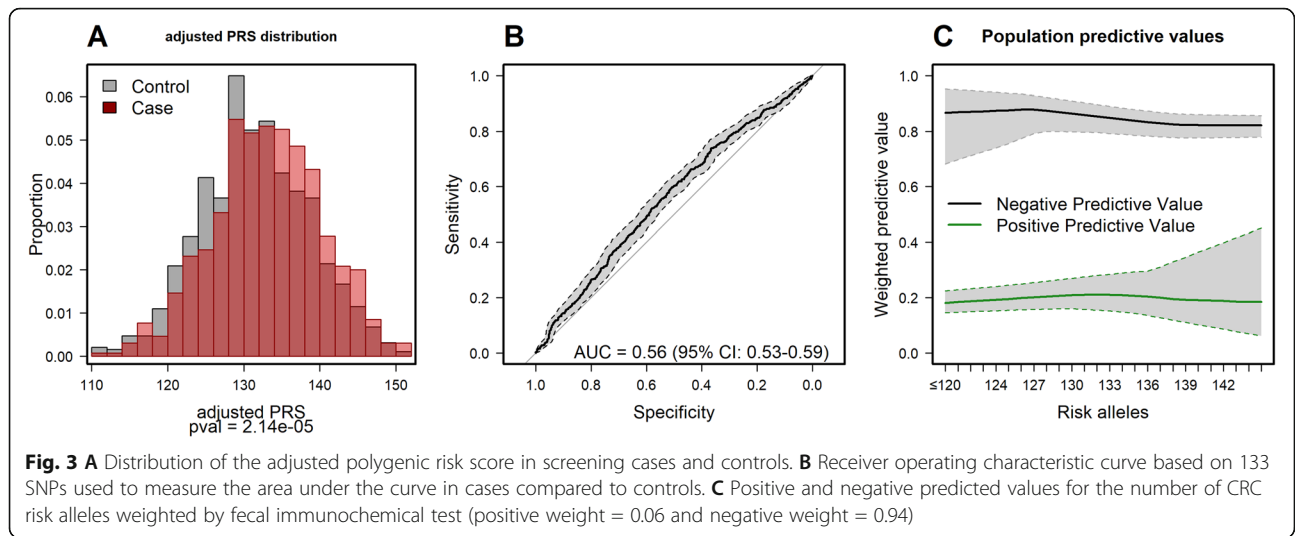 A
adjusted PRS distribution
Control
Case
Proportion
0.06
0.05
0.04
0.03
0.02
0.01
0.00
110 120 130 140 150
adjusted PRS
pval = 2.14e-05
B
Sensitivity
1.0
0.8
0.6
0.4
0.2
0.0
AUC = 0.56 (95% CI: 0.53-0.59)
1.0 0.8 0.6 0.4 0.2 0.0
Specificity
C
Population predictive values
Weighted predictive value
1.0
0.8
0.6
0.4
0.2
0.0
Negative Predictive Value
Positive Predictive Value
≤120 124 127 130 133 136 139 142
Risk alleles
Fig. 3 A Distribution of the adjusted polygenic risk score in screening cases and controls. B Receiver operating characteristic curve based on 133
SNPs used to measure the area under the curve in cases compared to controls. C Positive and negative predicted values for the number of CRC
risk alleles weighted by fecal immunochemical test (positive weight = 0.06 and negative weight = 0.94)